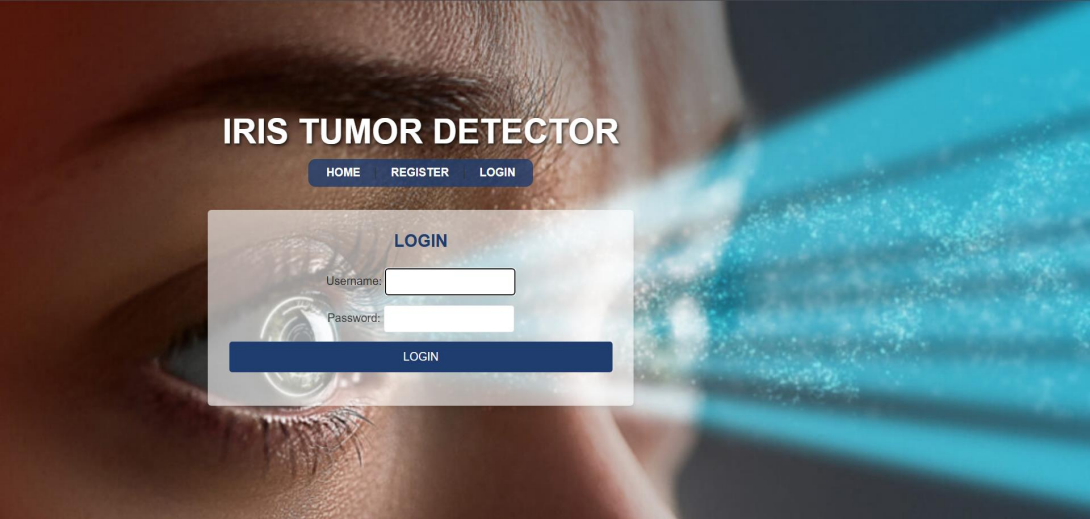 IRIS TUMOR DETECTOR
HOME | REGISTER | LOGIN
LOGIN
Username:
Password:
LOGIN